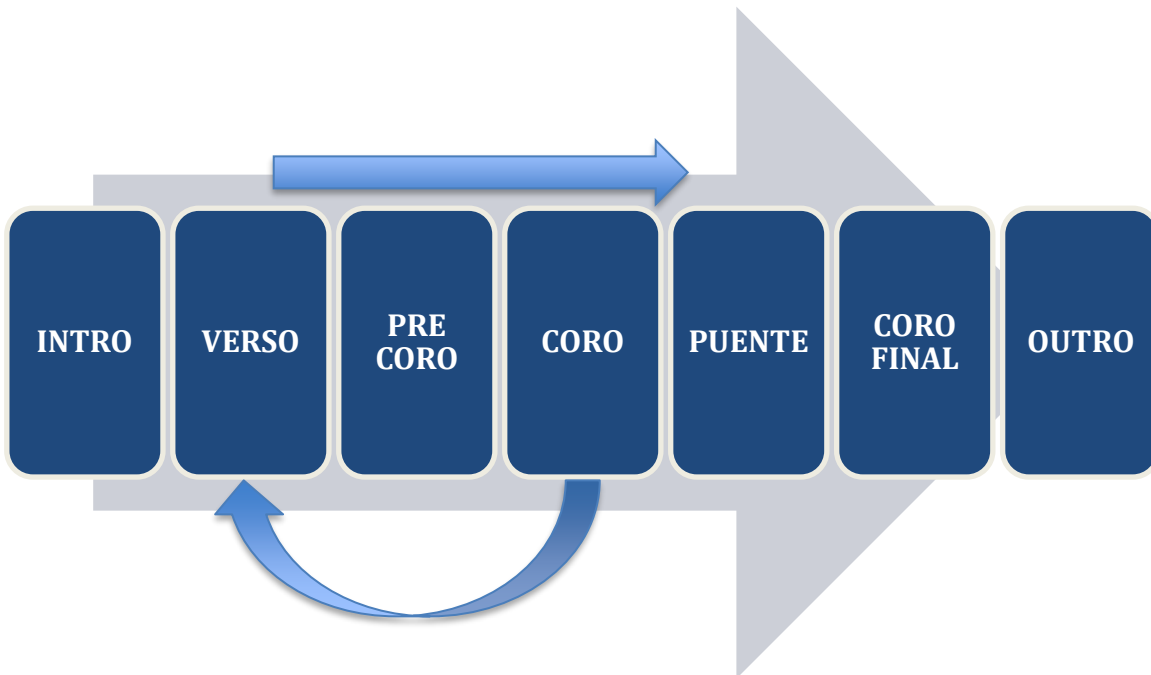 INTRO
VERSO
PRE
CORO
CORO
PUENTE
CORO
FINAL
OUTRO